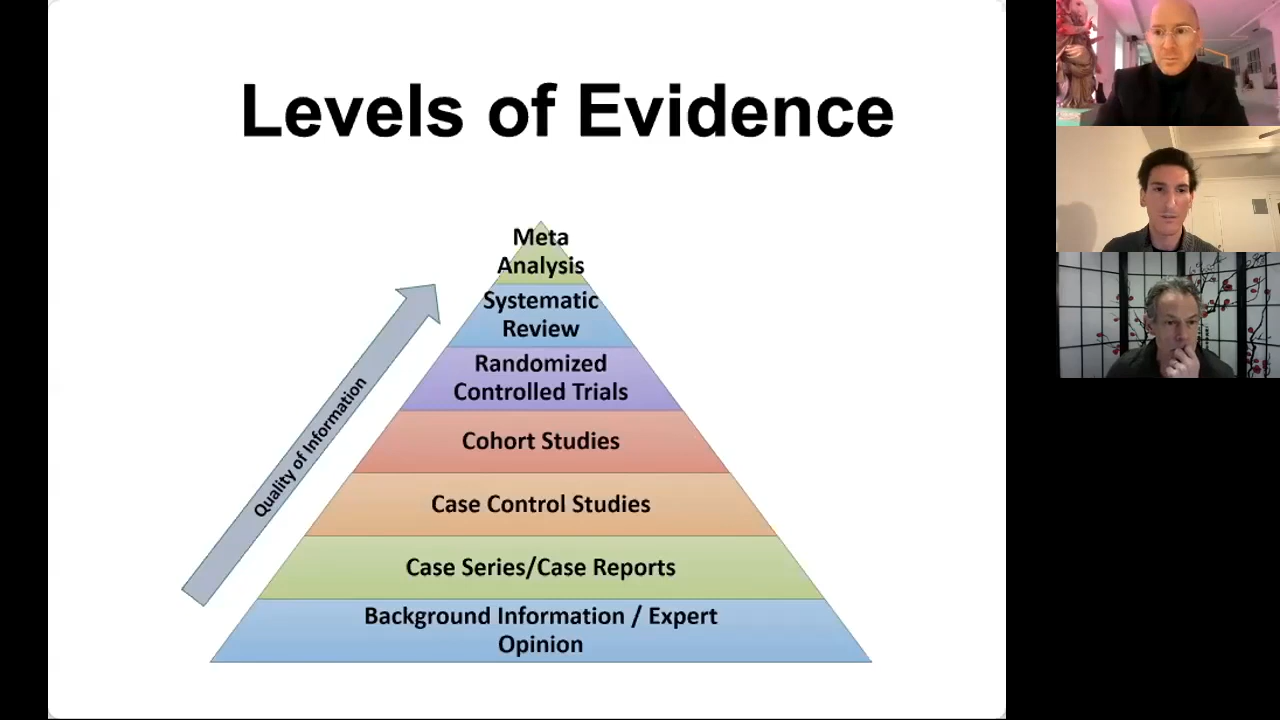 Levels of Evidence
Meta
Analysis
Systematic
Review
Randomized
Controlled Trials
Cohort Studies
Case Control Studies
Case Series/Case Reports
Background Information / Expert
Opinion
Quality of Information